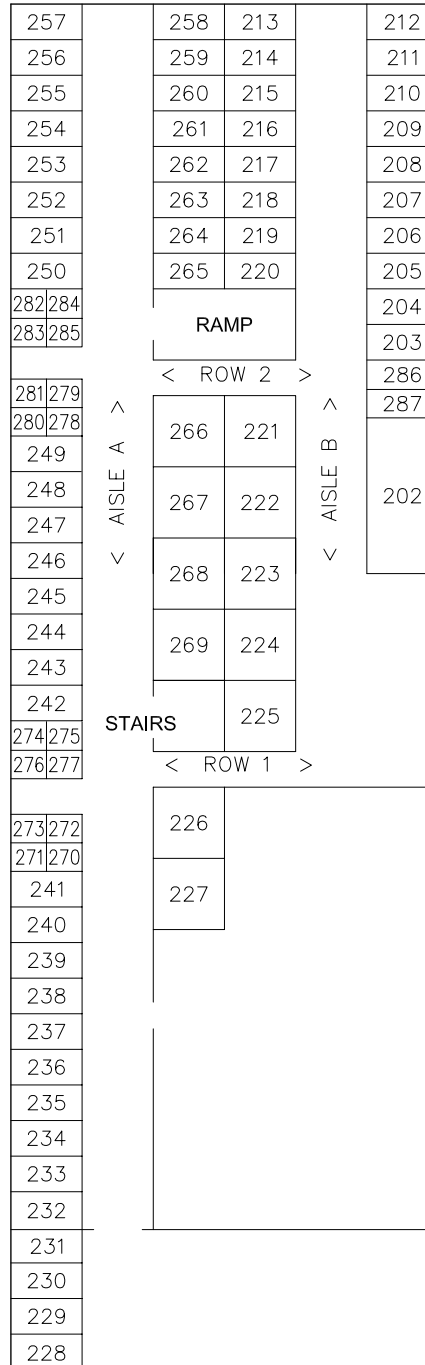 257 258 213 212
256 259 214 211
255 260 215 210
254 261 216 209
253 262 217 208
252 263 218 207
251 264 219 206
250 265 220 205
282 284 204
283 285 RAMP 203
< ROW 2 > 286
281 279 287
280 278
< AISLE A >
< AISLE B >
266 221
249
248 267 222 202
247
246 268 223
245
244 269 224
243
242
STAIRS 225
274 275
276 277 < ROW 1 >
273 272 226
271 270
241 227
240
239
238
237
236
235
234
233
232
231
230
229
228